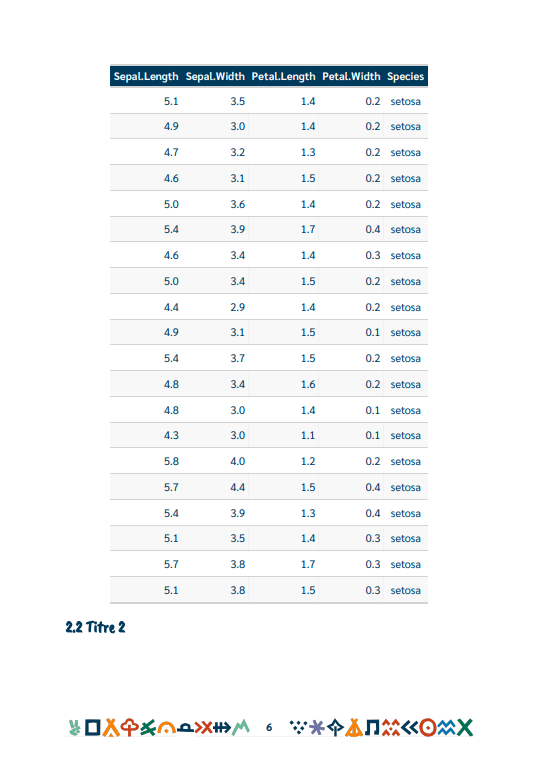 Sepal.Length Sepal.Width Petal.Length Petal.Width Species
5.1 3.5 1.4 0.2 setosa
4.9 3.0 1.4 0.2 setosa
4.7 3.2 1.3 0.2 setosa
4.6 3.1 1.5 0.2 setosa
5.0 3.6 1.4 0.2 setosa
5.4 3.9 1.7 0.4 setosa
4.6 3.4 1.4 0.3 setosa
5.0 3.4 1.5 0.2 setosa
4.4 2.9 1.4 0.2 setosa
4.9 3.1 1.5 0.1 setosa
5.4 3.7 1.5 0.2 setosa
4.8 3.4 1.6 0.2 setosa
4.8 3.0 1.4 0.1 setosa
4.3 3.0 1.1 0.1 setosa
5.8 4.0 1.2 0.2 setosa
5.7 4.4 1.5 0.4 setosa
5.4 3.9 1.3 0.4 setosa
5.1 3.5 1.4 0.3 setosa
5.7 3.8 1.7 0.3 setosa
5.1 3.8 1.5 0.3 setosa
2.2 Titre 2
6